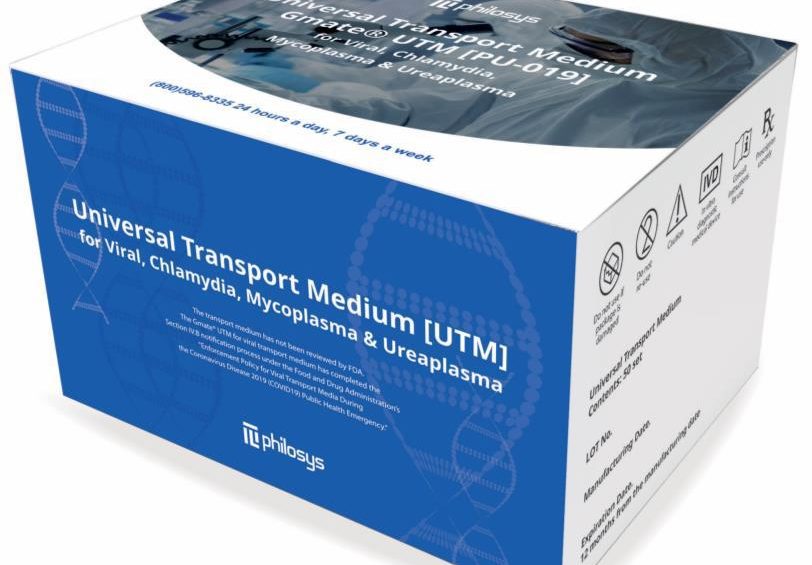 philosys
Universal Transport Medium
Gmate® UTM [PU-019]
for Viral, Chlamydia,
Mycoplasma & Ureaplasma
(800)596-8335 24 hours a day, 7 days a week
Universal Transport Medium [UTM]
for Viral, Chlamydia, Mycoplasma & Ureaplasma
The transport medium has not been reviewed by FDA.
The Gmate® UTM for viral transport medium has completed the
Section IV.B notification process under the Food and Drug Administration's
"Enforcement Policy for Viral Transport Media During
the Coronavirus Disease 2019 (COVID19) Public Health Emergency."
philosys
Do not use if
package is
damaged
2
Do not
re-use
Caution
IVD
In vitro
diagnostic
medical device
Consult
instructions
for use
Rx
Prescription
use only
Universal Transport Medium
Contents: 50 set
LOT No.
Manufacturing Date.
Expiration Date.
12 months from the manufacturing date